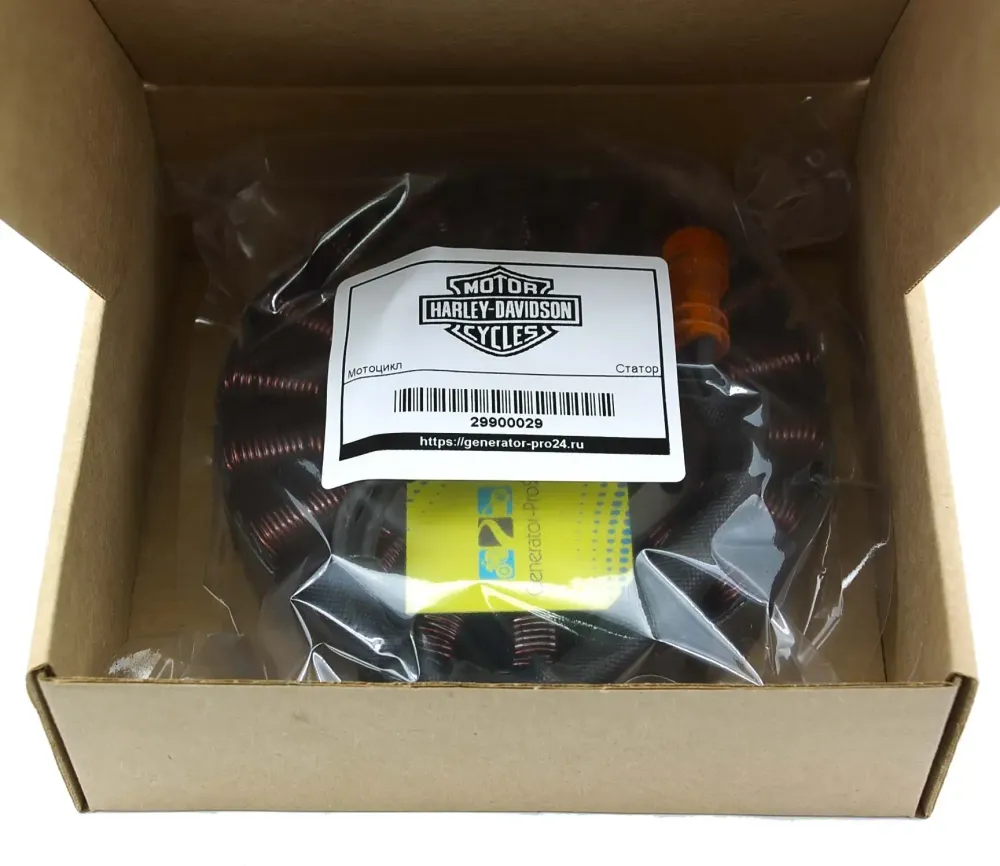 MOTOR
HARLEY-DAVIDSON
CYCLES
Мотоцикл
Статор
29900029
https://generator-pro24.ru